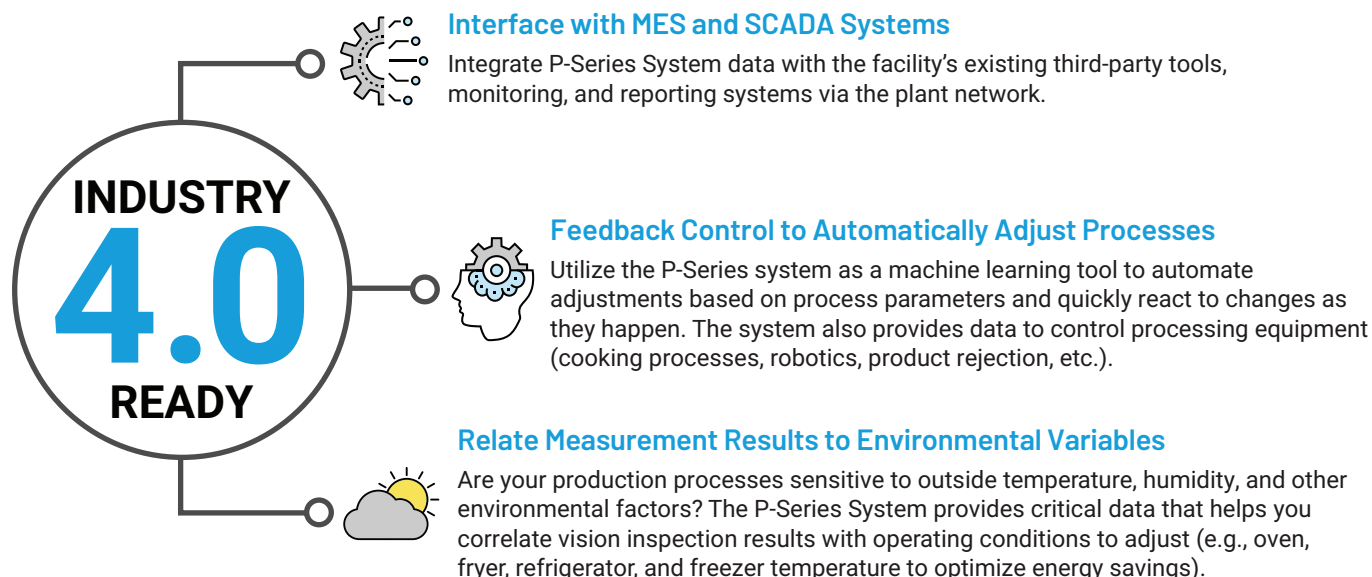 Interface with MES and SCADA Systems
Integrate P-Series System data with the facility's existing third-party tools,
monitoring, and reporting systems via the plant network.
INDUSTRY
4.0
READY
Feedback Control to Automatically Adjust Processes
Utilize the P-Series system as a machine learning tool to automate
adjustments based on process parameters and quickly react to changes as
they happen. The system also provides data to control processing equipment
(cooking processes, robotics, product rejection, etc.).
Relate Measurement Results to Environmental Variables
Are your production processes sensitive to outside temperature, humidity, and other
environmental factors? The P-Series System provides critical data that helps you
correlate vision inspection results with operating conditions to adjust (e.g., oven,
fryer, refrigerator, and freezer temperature to optimize energy savings).